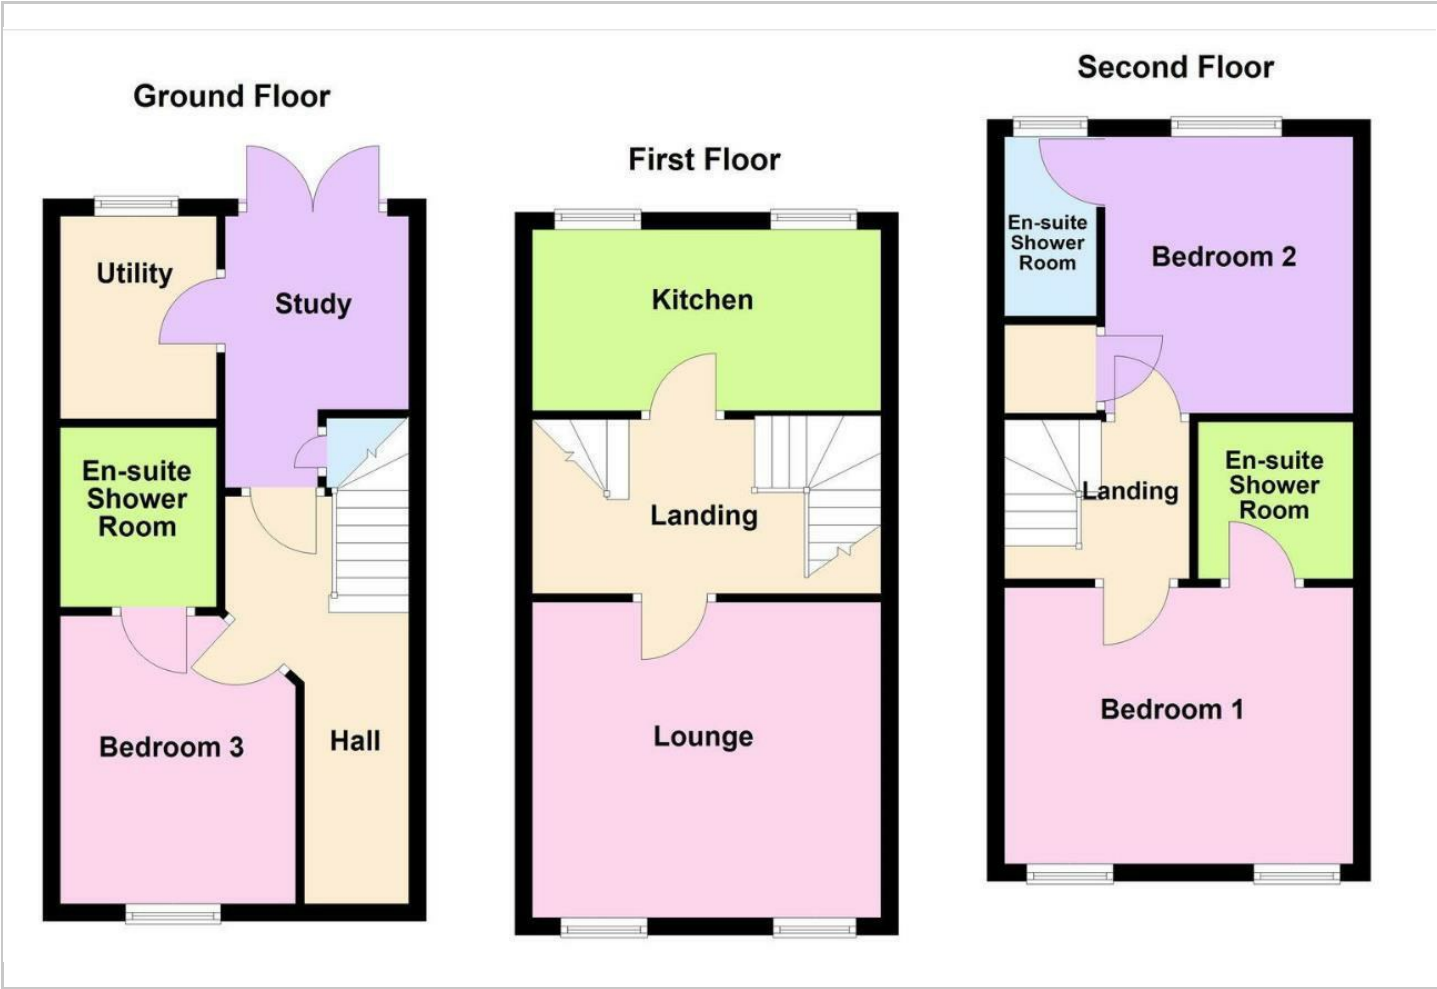 Ground Floor
Utility
Study
En-suite
Shower
Room
Bedroom 3
Hall
First Floor
Kitchen
Landing
Lounge
Second Floor
En-suite
Shower
Room
Bedroom 2
Landing
En-suite
Shower
Room
Bedroom 1